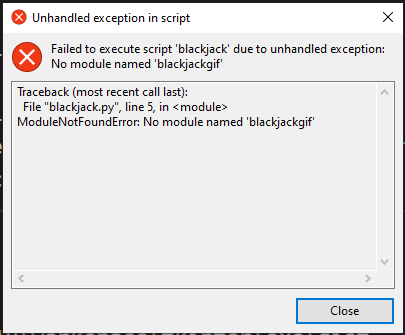 Unhandled exception in script
Failed to execute script 'blackjack' due to unhandled exception:
No module named 'blackjackgif'
Traceback (most recent call last):
File "blackjack.py", line 5, in <module>
ModuleNotFoundError: No module named 'blackjackgif'
Close